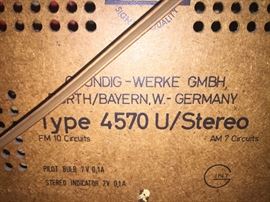 GRUNDIG-WERKE GMBH,
FÜRTH/BAYERN, W.- GERMANY
Type 4570 U/Stereo
FM 10 Circuits - AM 7 Circuits
PILOT BULB 7V 0,1A
STEREO INDICATOR 7V 0,1A